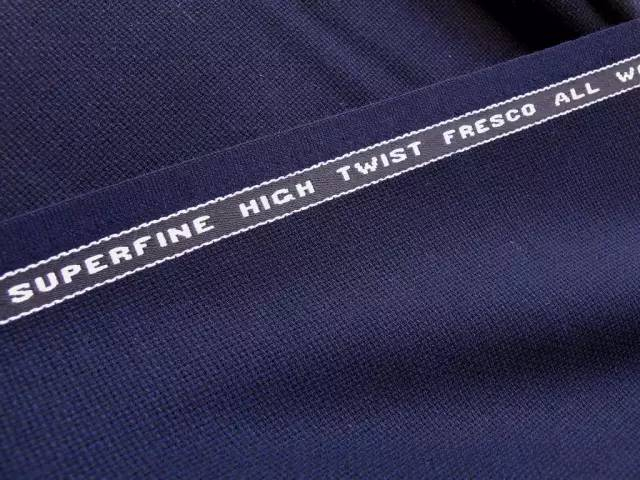 SUPERFINE HIGH TWIST FRESCO ALL